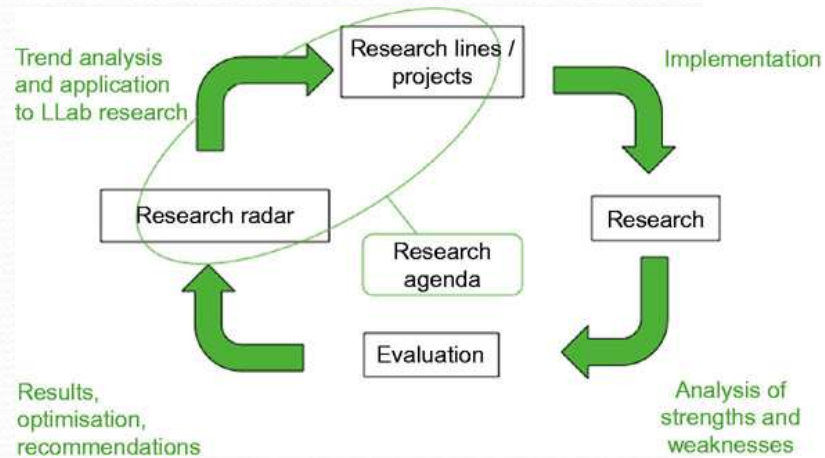 Trend analysis
and application
to LLab research
Research lines /
projects
Implementation
Research radar
Research
Research
agenda
Evaluation
Results,
optimisation,
recommendations
Analysis of
strengths and
weaknesses